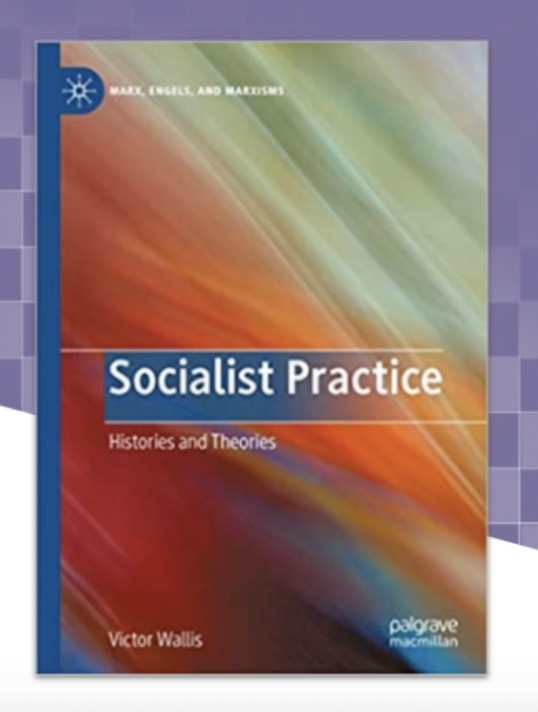 MARX, ENGELS, AND MARXISMS
Socialist Practice
Histories and Theories
Victor Wallis
palgrave
macmillan